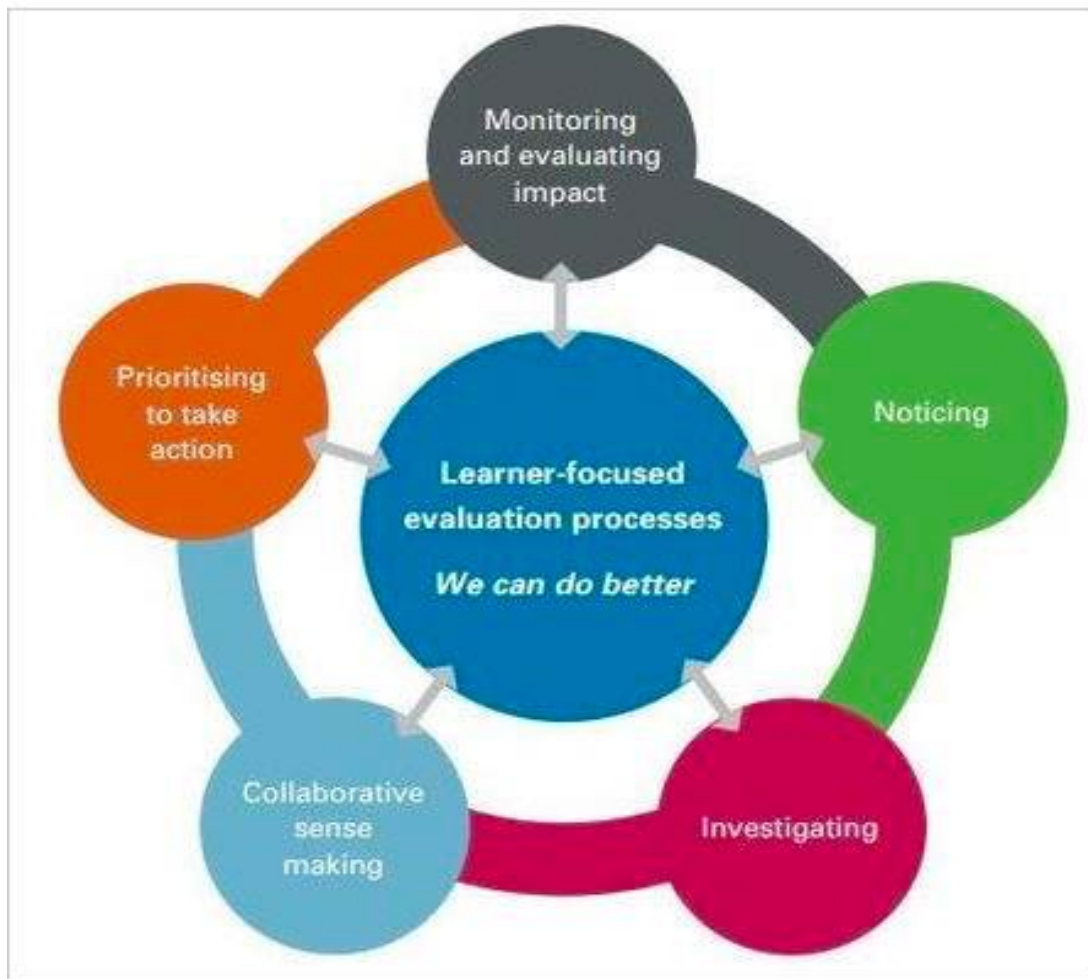 Monitoring
and evaluating
impact
Noticing
Investigating
Collaborative
sense
making
Prioritising
to take
action
Learner-focused
evaluation processes
We can do better